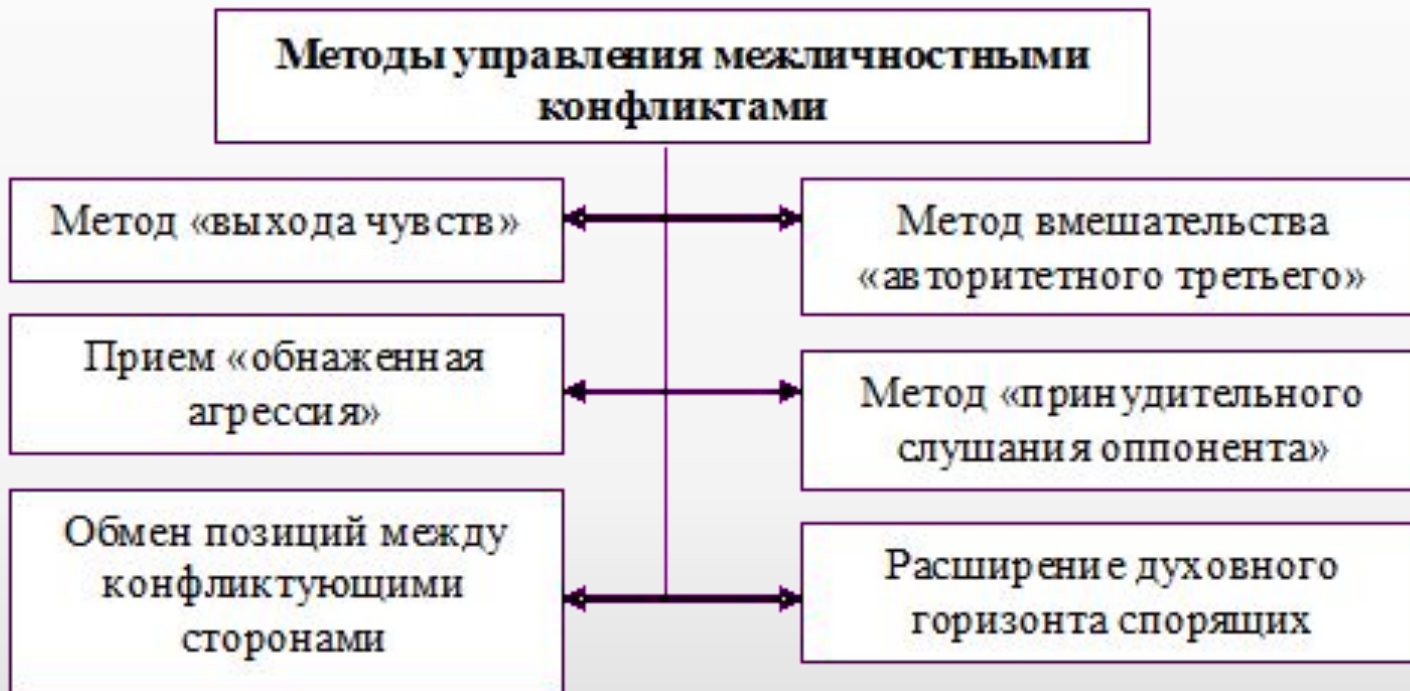 Методы управления межличностными
конфликтами
Метод «выхода чувств»
Метод вмешательства
«авторитетного третьего»
Прием «обнаженная
агрессия»
Метод «принудительного
слушания оппонента»
Обмен позиций между
конфликтующими
сторонами
Расширение духовного
горизонта спорящих